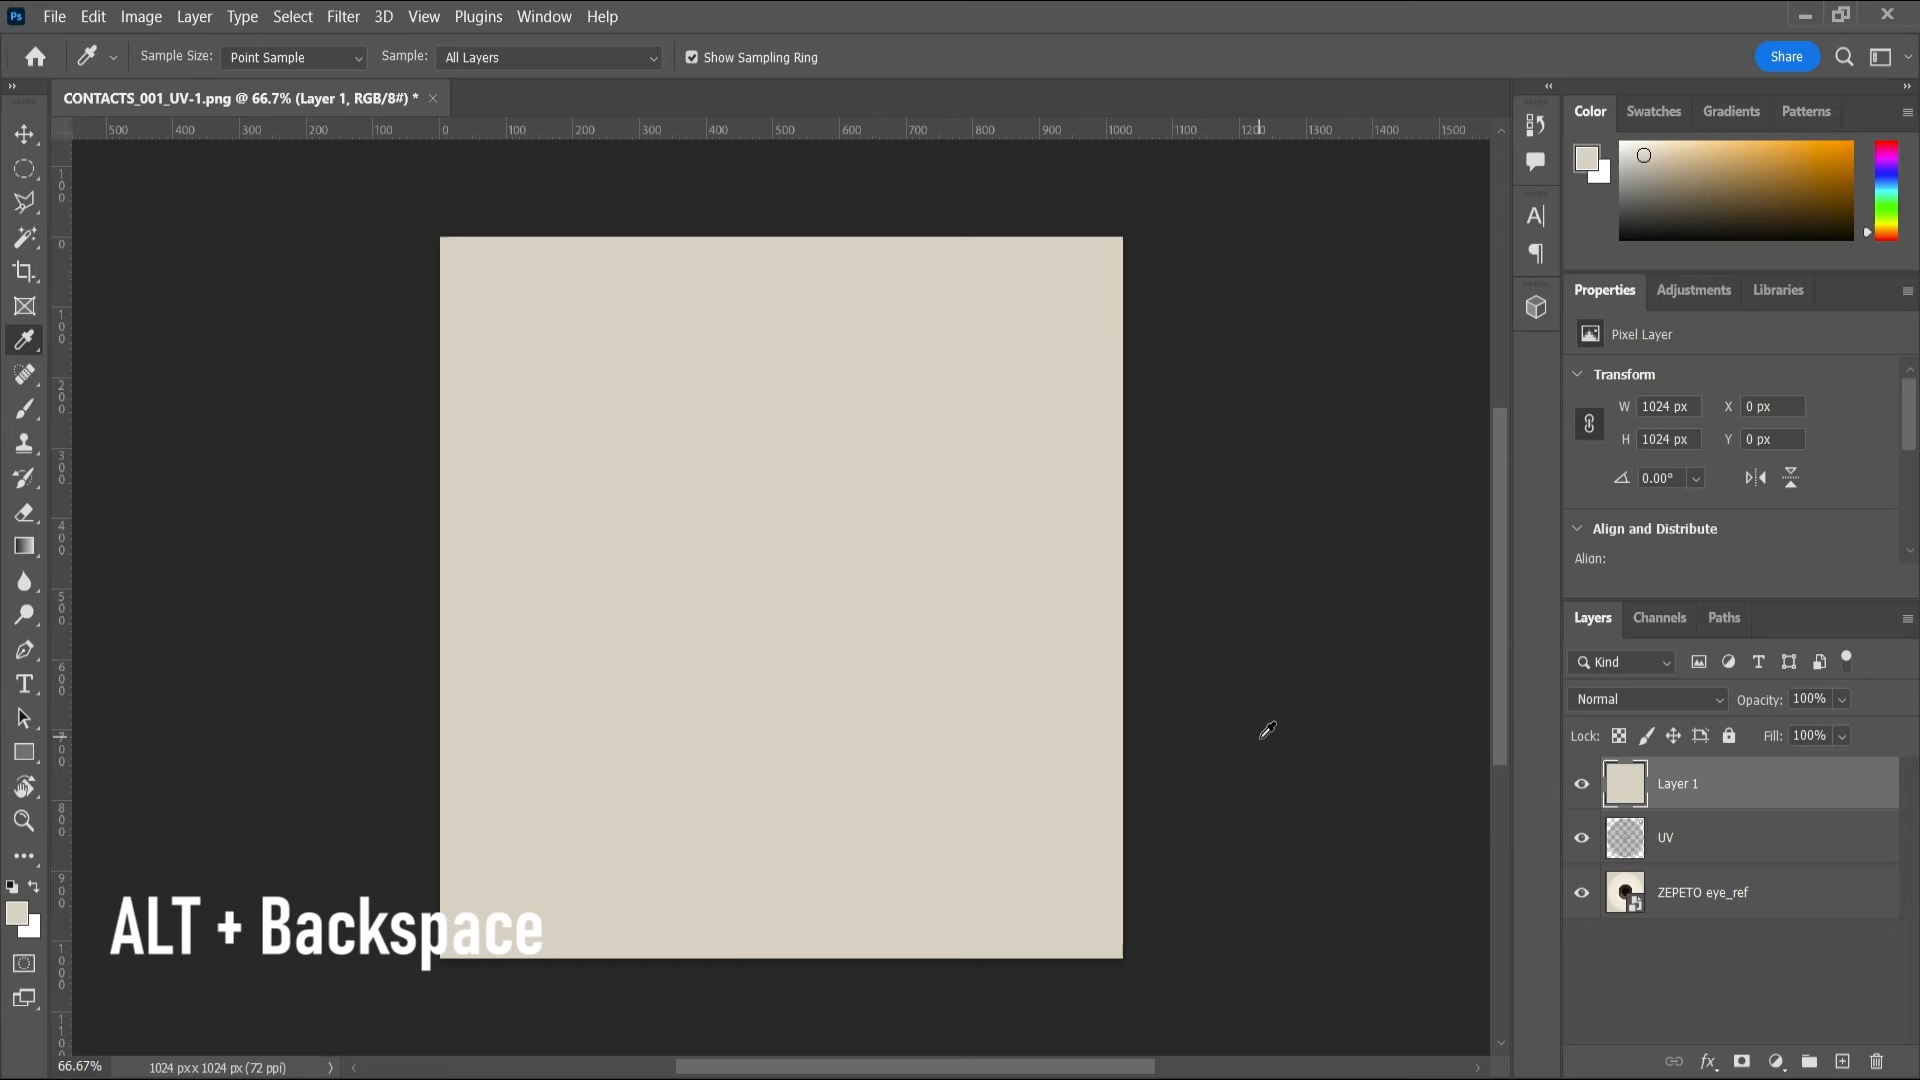 Ps File Edit Image Layer Type Select Filter 3D View Plugins Window Help
Sample Size: Point Sample Sample: All Layers Show Sampling Ring Share
CONTACTS_001_UV-1.png @ 66.7% (Layer 1, RGB/8#) *
500 400 300 200 100 0 100 200 300 400 500 600 700 800 900 1000 1100 1200 1300 1400 1500
100
0
100
200
300
400
500
600
700
800
900
1000
1100
Color Swatches Gradients Patterns
Properties Adjustments Libraries
Pixel Layer
Transform
W 1024 px X 0 px
H 1024 px Y 0 px
0.00°
Align and Distribute
Align:
Layers Channels Paths
Kind
Normal Opacity: 100%
Lock: Fill: 100%
Layer 1
UV
ZEPETO eye_ref
fx
ALT + Backspace
66.67% 1024 px x 1024 px (72 ppi)